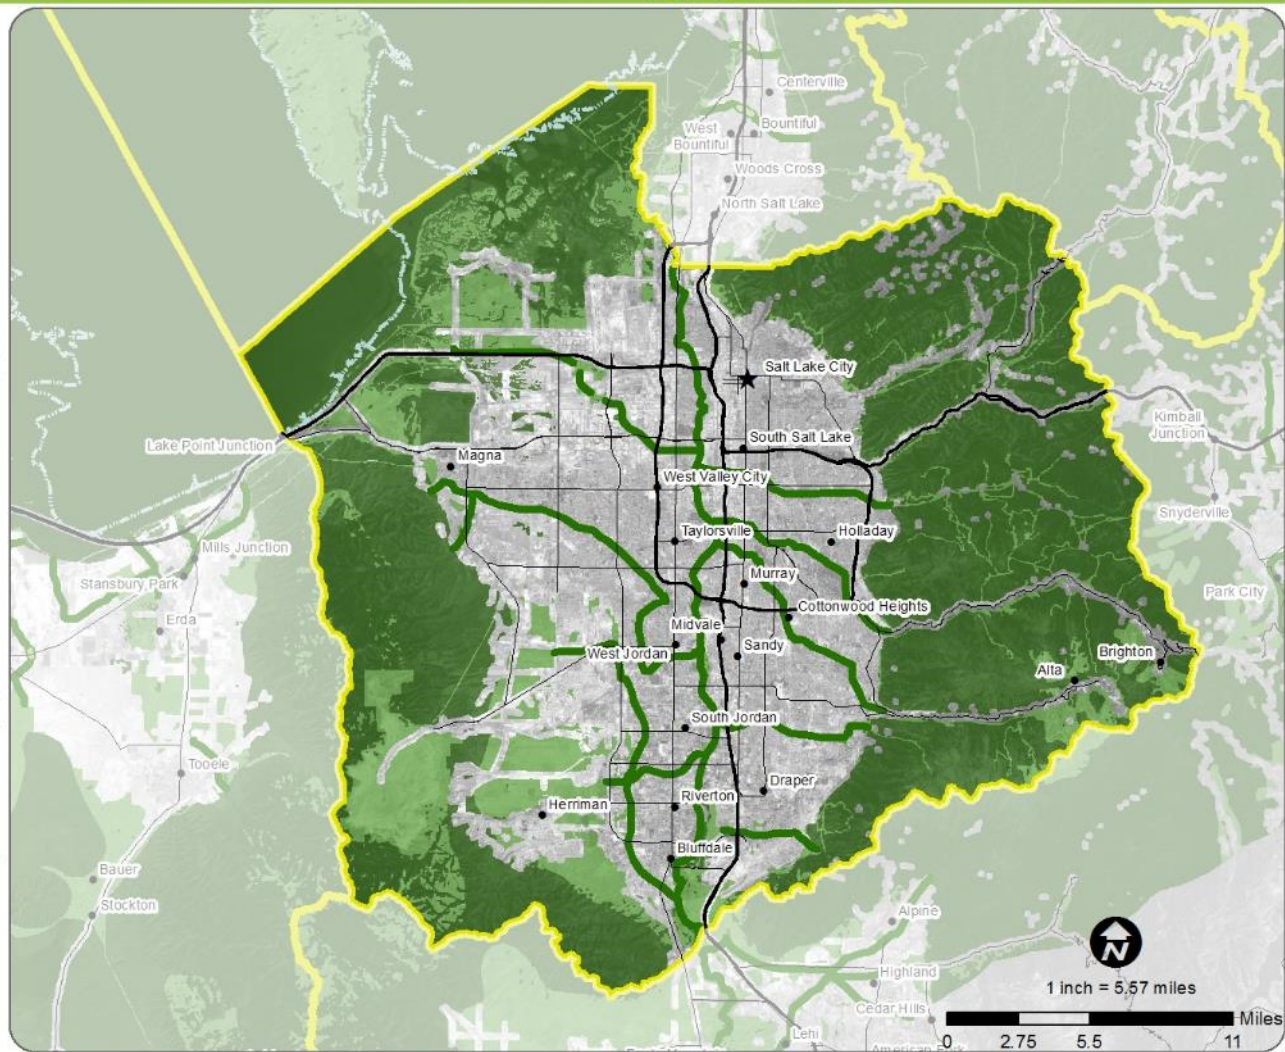 Centerville
West
Bountiful
Bountiful
Woods Cross
North Salt Lake
Salt Lake City
Kimball
Junction
South Salt Lake
Lake Point Junction
Magna
West Valley City
Snyderville
Taylorsville
Holladay
Mills Junction
Murray
Stansbury Park
Park City
Cottonwood Heights
Erda
Midvale
Sandy
West Jordan
Brighton
Alta
South Jordan
Tooele
Draper
Riverton
Herriman
Bluffdale
Bauer
Stockton
Alpine
N
Highland
1 inch = 5.57 miles
Cedar Hills
Miles
Lehi
0 2.75 5.5 11